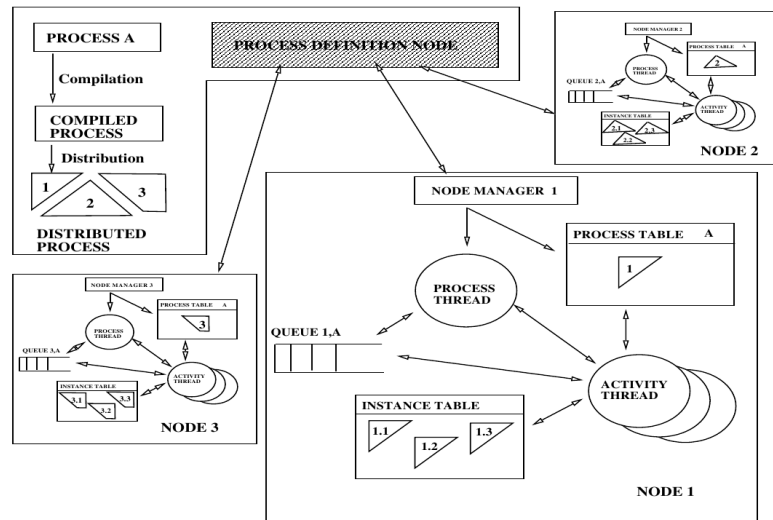 PROCESS A
Compilation
COMPILED
PROCESS
Distribution
1
2
3
DISTRIBUTED
PROCESS
PROCESS DEFINITION NODE
NODE MANAGER 2
PROCESS TABLE A
2
PROCESS
THREAD
QUEUE 2,A
ACTIVITY
THREAD
INSTANCE TABLE
2.1
2.2
2.3
NODE 2
NODE MANAGER 1
PROCESS TABLE A
1
PROCESS
THREAD
QUEUE 1,A
ACTIVITY
THREAD
INSTANCE TABLE
1.1
1.2
1.3
NODE 1
NODE MANAGER 3
PROCESS TABLE A
3
PROCESS
THREAD
QUEUE 3,A
ACTIVITY
THREAD
INSTANCE TABLE
3.1
3.2
3.3
NODE 3